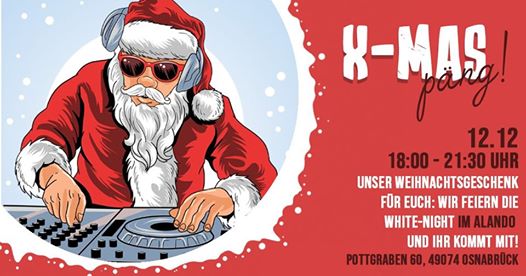 X-MAS
päng!
12.12
18:00 - 21:30 UHR
UNSER WEIHNACHTSGESCHENK
FÜR EUCH: WIR FEIERN DIE
WHITE-NIGHT IM ALANDO
UND IHR KOMMT MIT!
POTTGRABEN 60, 49074 OSNABRÜCK